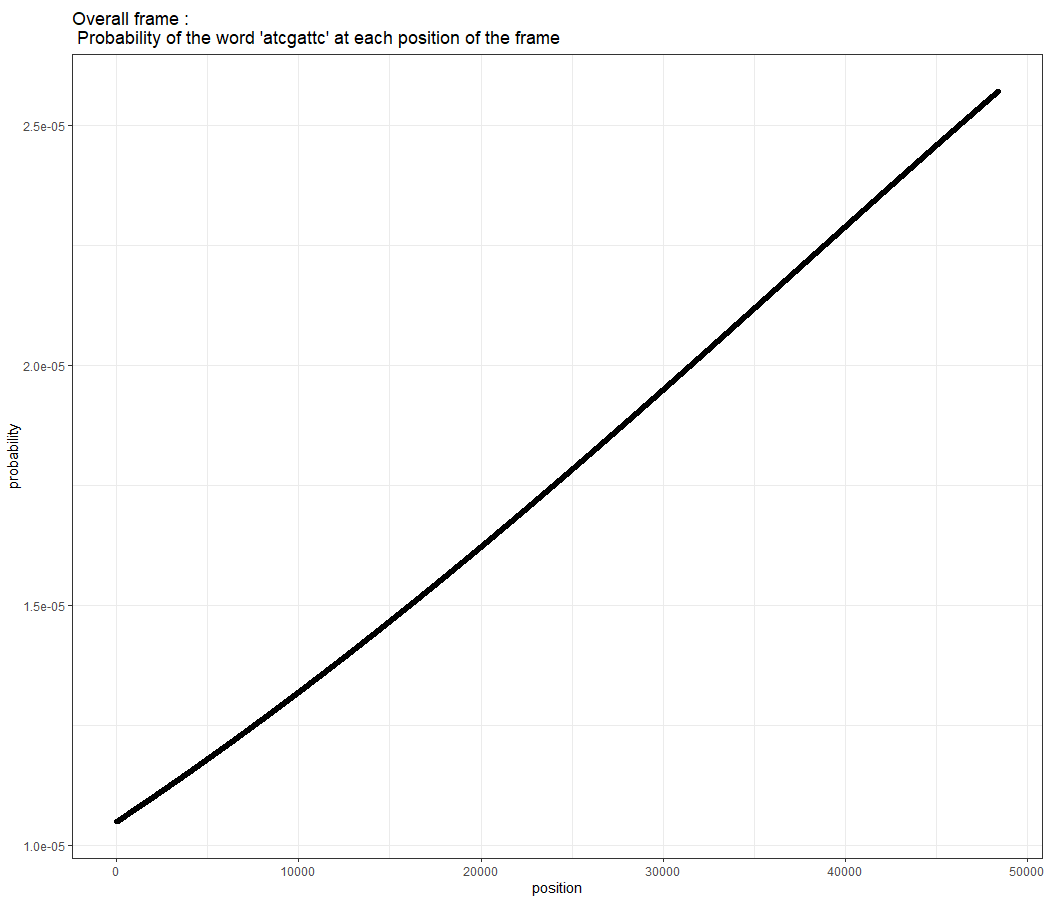 Overall frame :
Probability of the word 'atcgattc' at each position of the frame
2.5e-05
2.0e-05
1.5e-05
1.0e-05
probability
0 10000 20000 30000 40000 50000
position